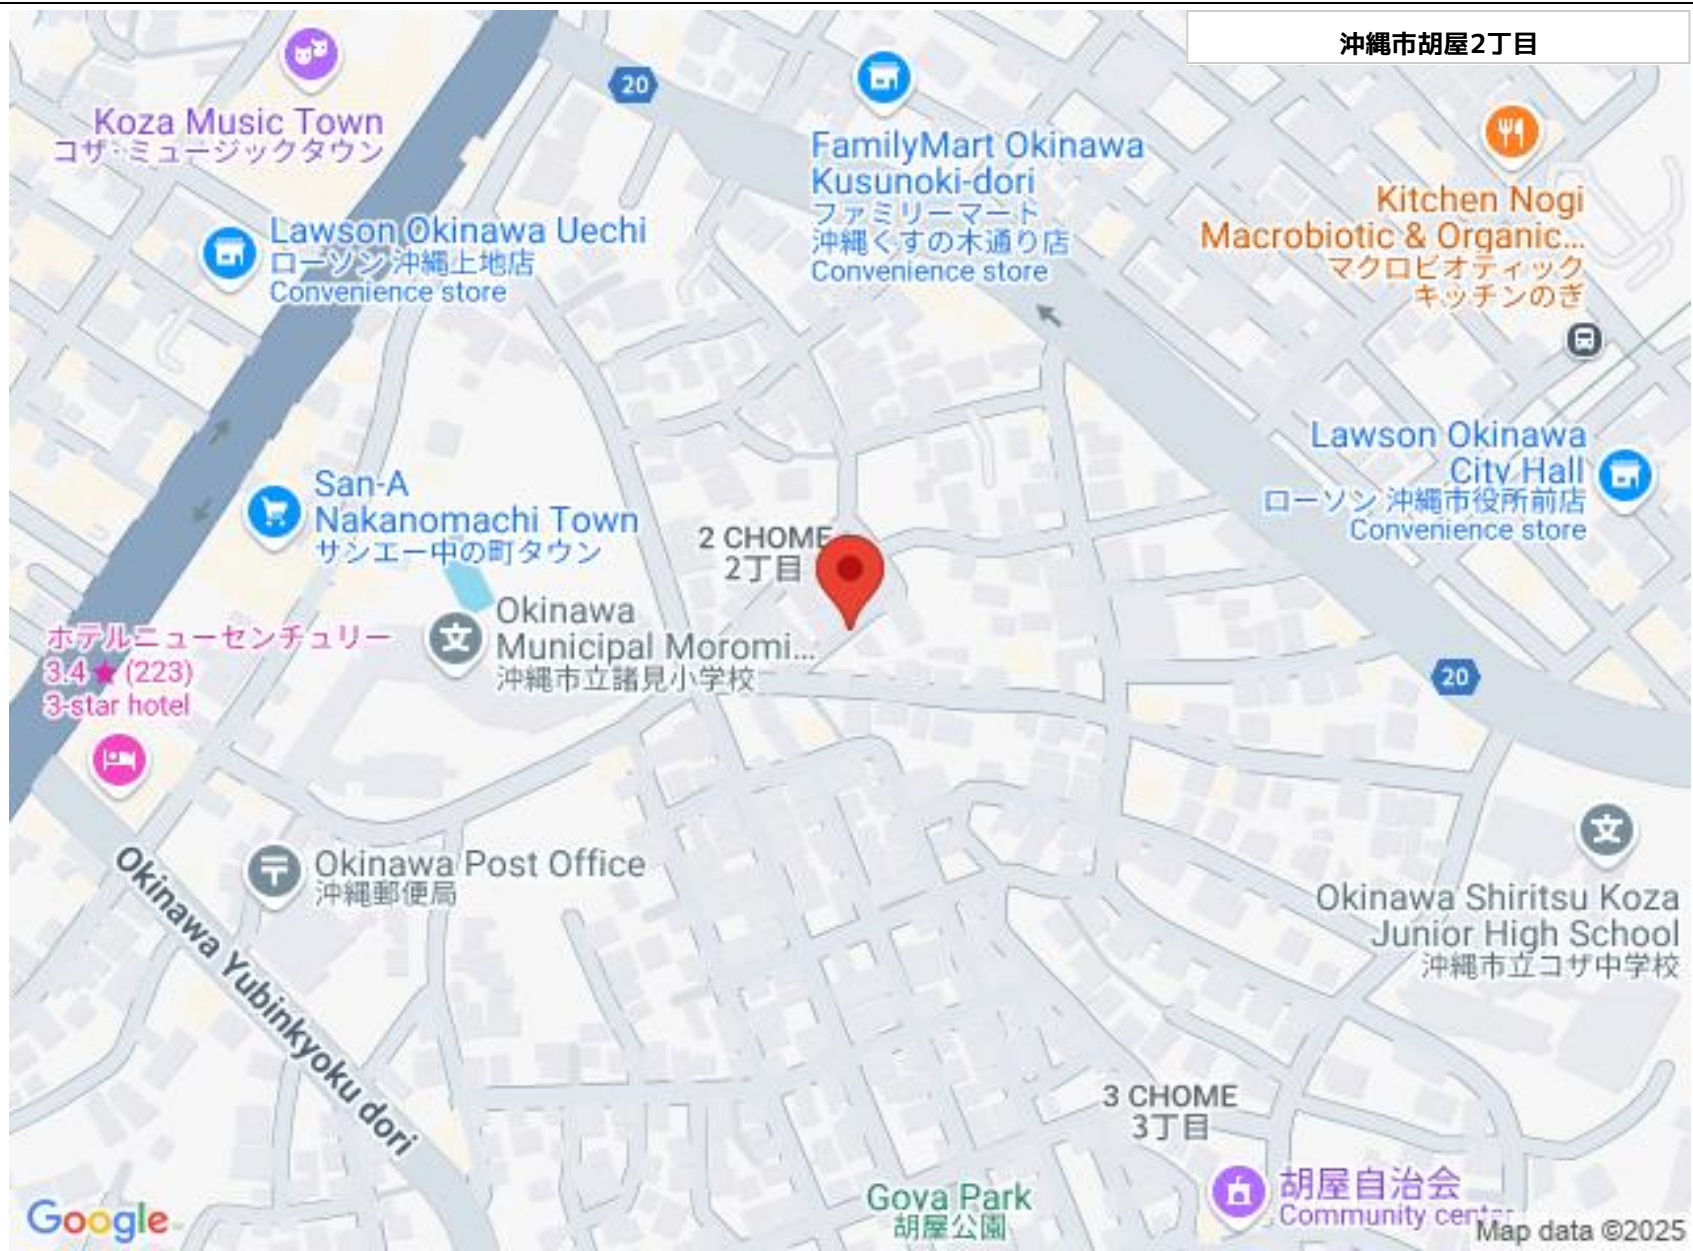 沖縄市胡屋2丁目
20
Koza Music Town
コザ・ミュージックタウン
FamilyMart Okinawa
Kusunoki-dori
ファミリーマート
沖縄くすの木通り店
Convenience store
Kitchen Nogi
Macrobiotic & Organic...
マクロビオティック
キッチンのぎ
Lawson Okinawa Uechi
ローソン 沖縄上地店
Convenience store
Lawson Okinawa
City Hall
ローソン 沖縄市役所前店
Convenience store
San-A
Nakanomachi Town
サンエー中の町タウン
2 CHOME
2丁目
Okinawa
Municipal Moromi...
沖縄市立諸見小学校
文
ホテルニューセンチュリー
3.4 ★ (223)
3-star hotel
20
文
Okinawa Post Office
沖縄郵便局
Okinawa Shiritsu Koza
Junior High School
沖縄市立コザ中学校
Okinawa Yubinkyoku dori
3 CHOME
3丁目
Goya Park
胡屋公園
胡屋自治会
Community center
Google
Map data ©2025